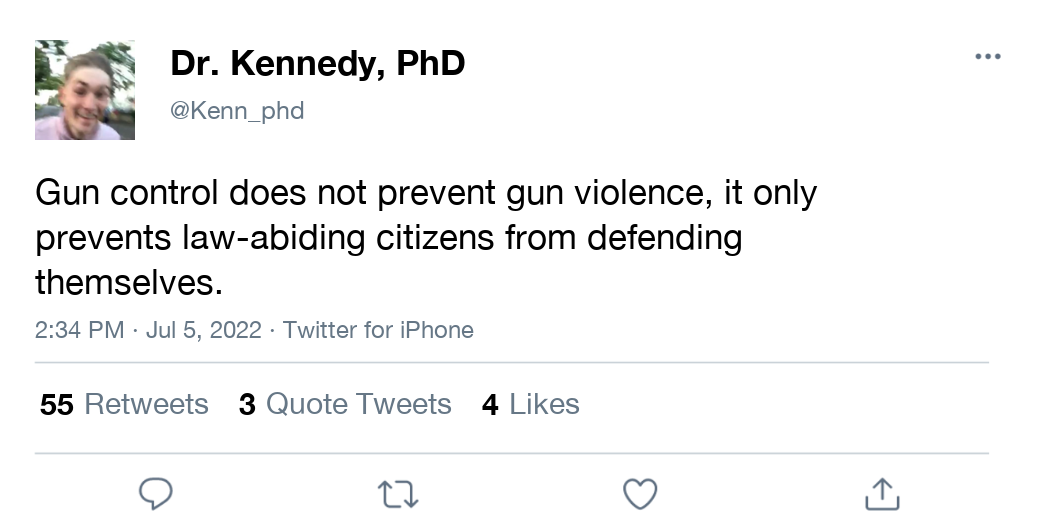 Dr. Kennedy, PhD
@Kenn_phd
Gun control does not prevent gun violence, it only
prevents law-abiding citizens from defending
themselves.
2:34 PM · Jul 5, 2022 · Twitter for iPhone
55 Retweets 3 Quote Tweets 4 Likes